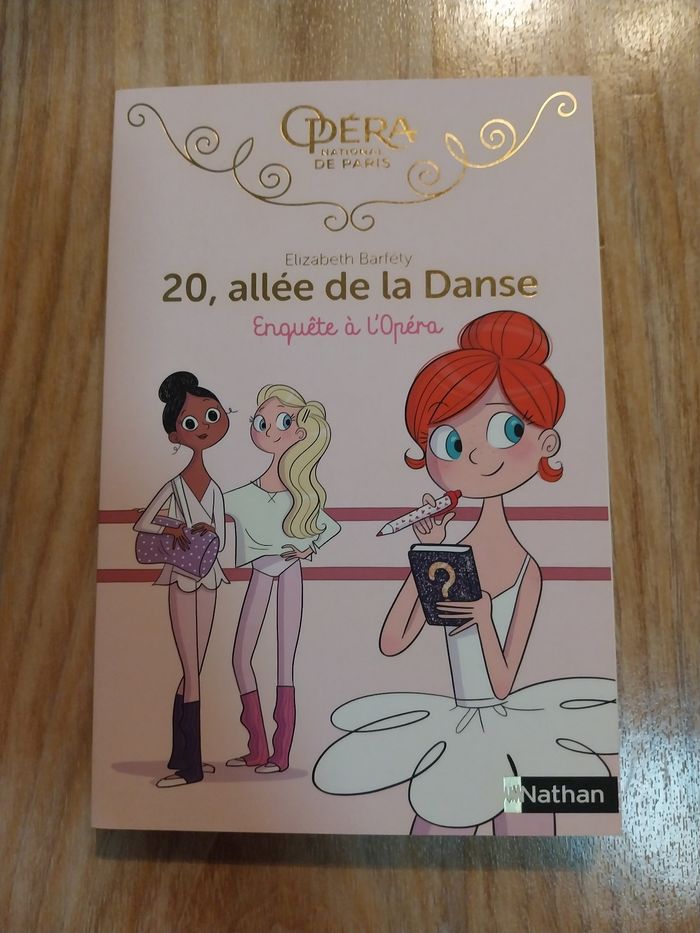 OPÉRA
NATIONAL
DE PARIS
Elizabeth Barféty
20, allée de la Danse
Enquête à l'Opéra
?
Nathan